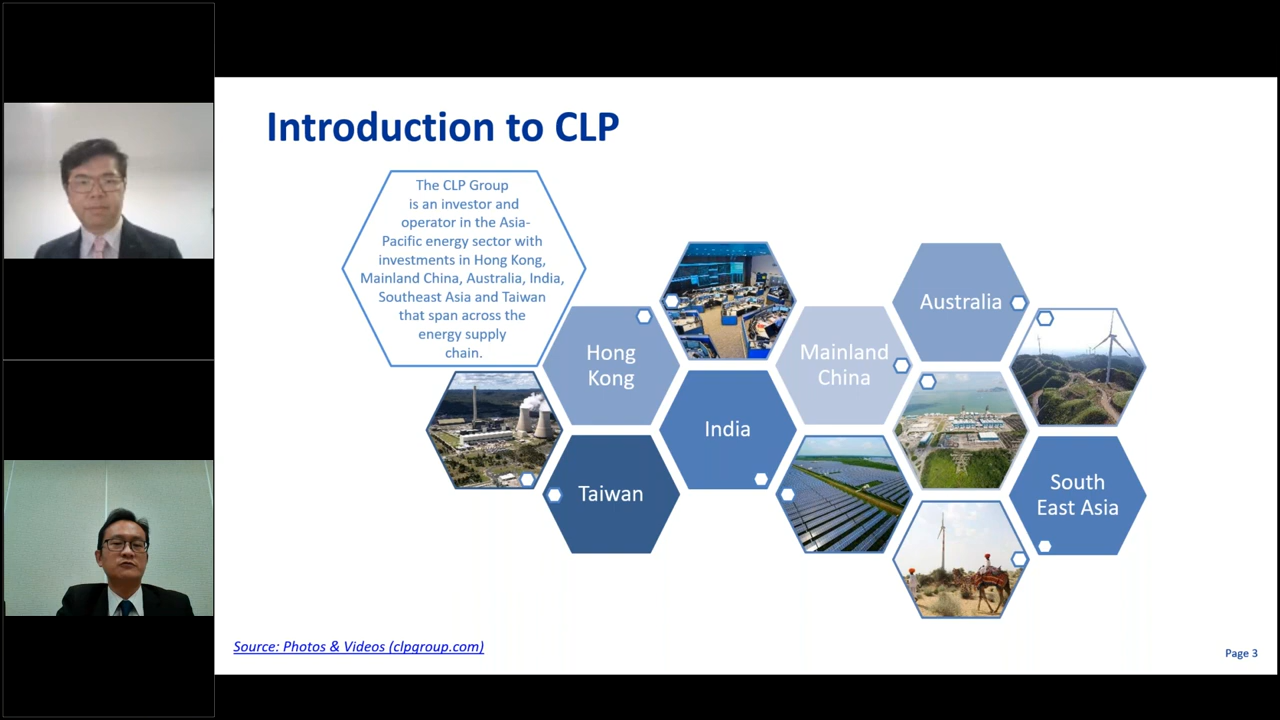 Introduction to CLP
The CLP Group
is an investor and
operator in the Asia-
Pacific energy sector with
investments in Hong Kong,
Mainland China, Australia, India,
Southeast Asia and Taiwan
that span across the
energy supply
chain.
Hong
Kong
Taiwan
India
Mainland
China
Australia
South
East Asia
Source: Photos & Videos (clpgroup.com)
Page 3